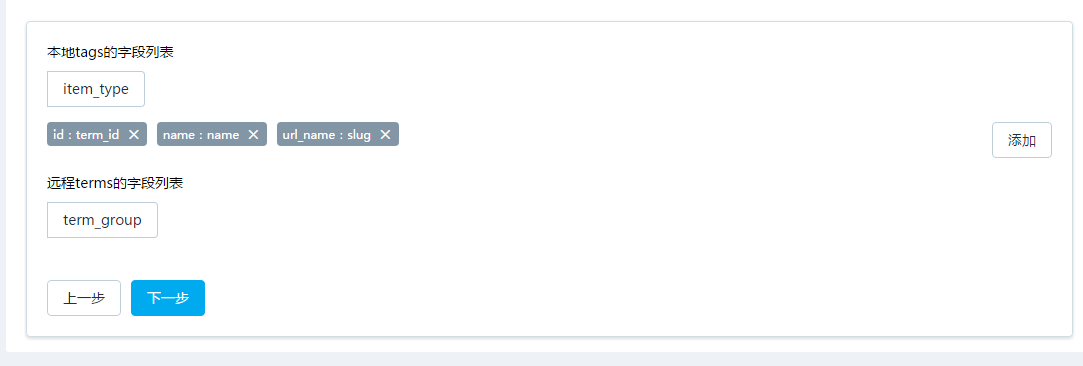 本地tags的字段列表
item_type
id : term_id × name : name × url_name : slug ×
添加
远程terms的字段列表
term_group
上一步 下一步